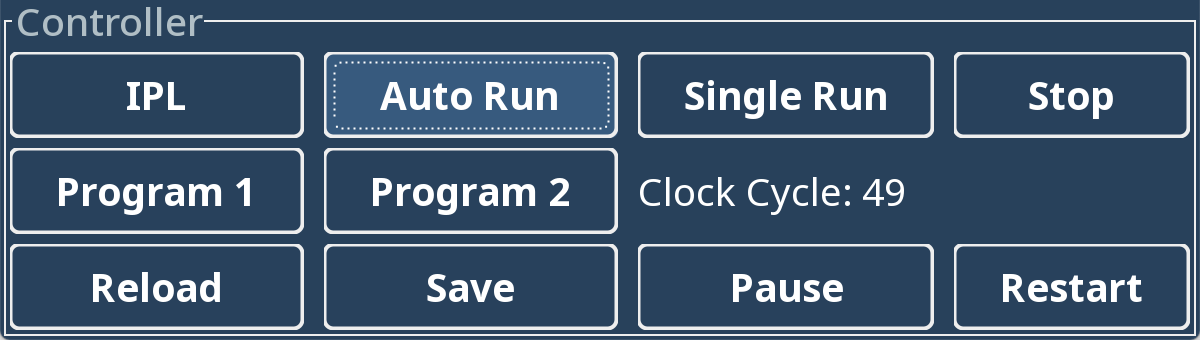 Controller
IPL Auto Run Single Run Stop
Program 1 Program 2 Clock Cycle: 49
Reload Save Pause Restart